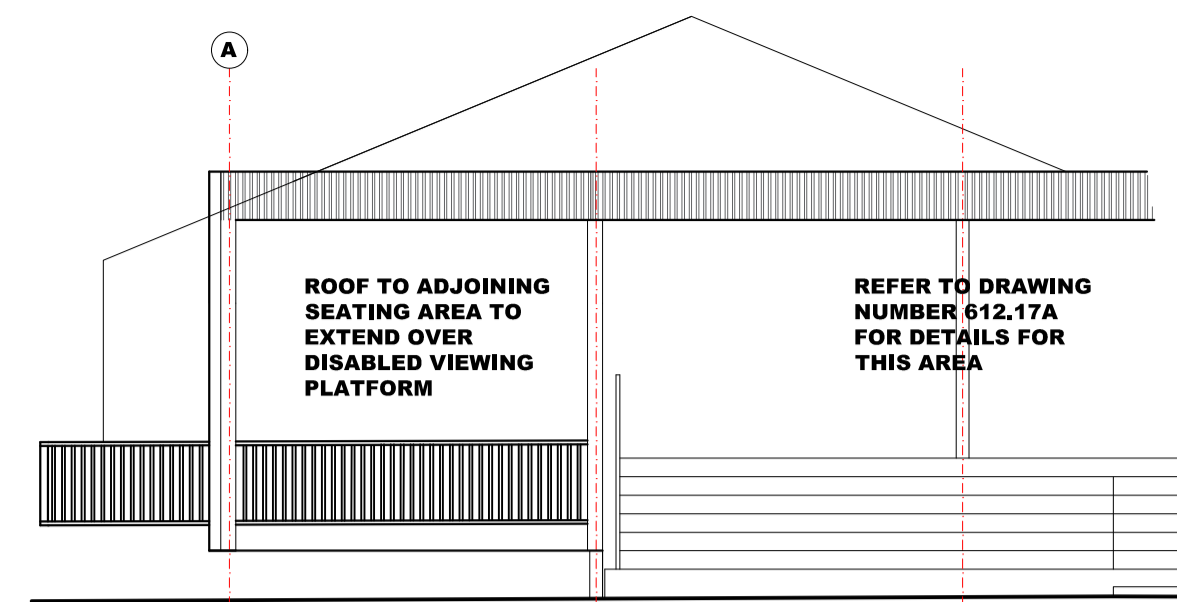 A
ROOF TO ADJOINING
SEATING AREA TO
EXTEND OVER
DISABLED VIEWING
PLATFORM
REFER TO DRAWING
NUMBER 612.17A
FOR DETAILS FOR
THIS AREA